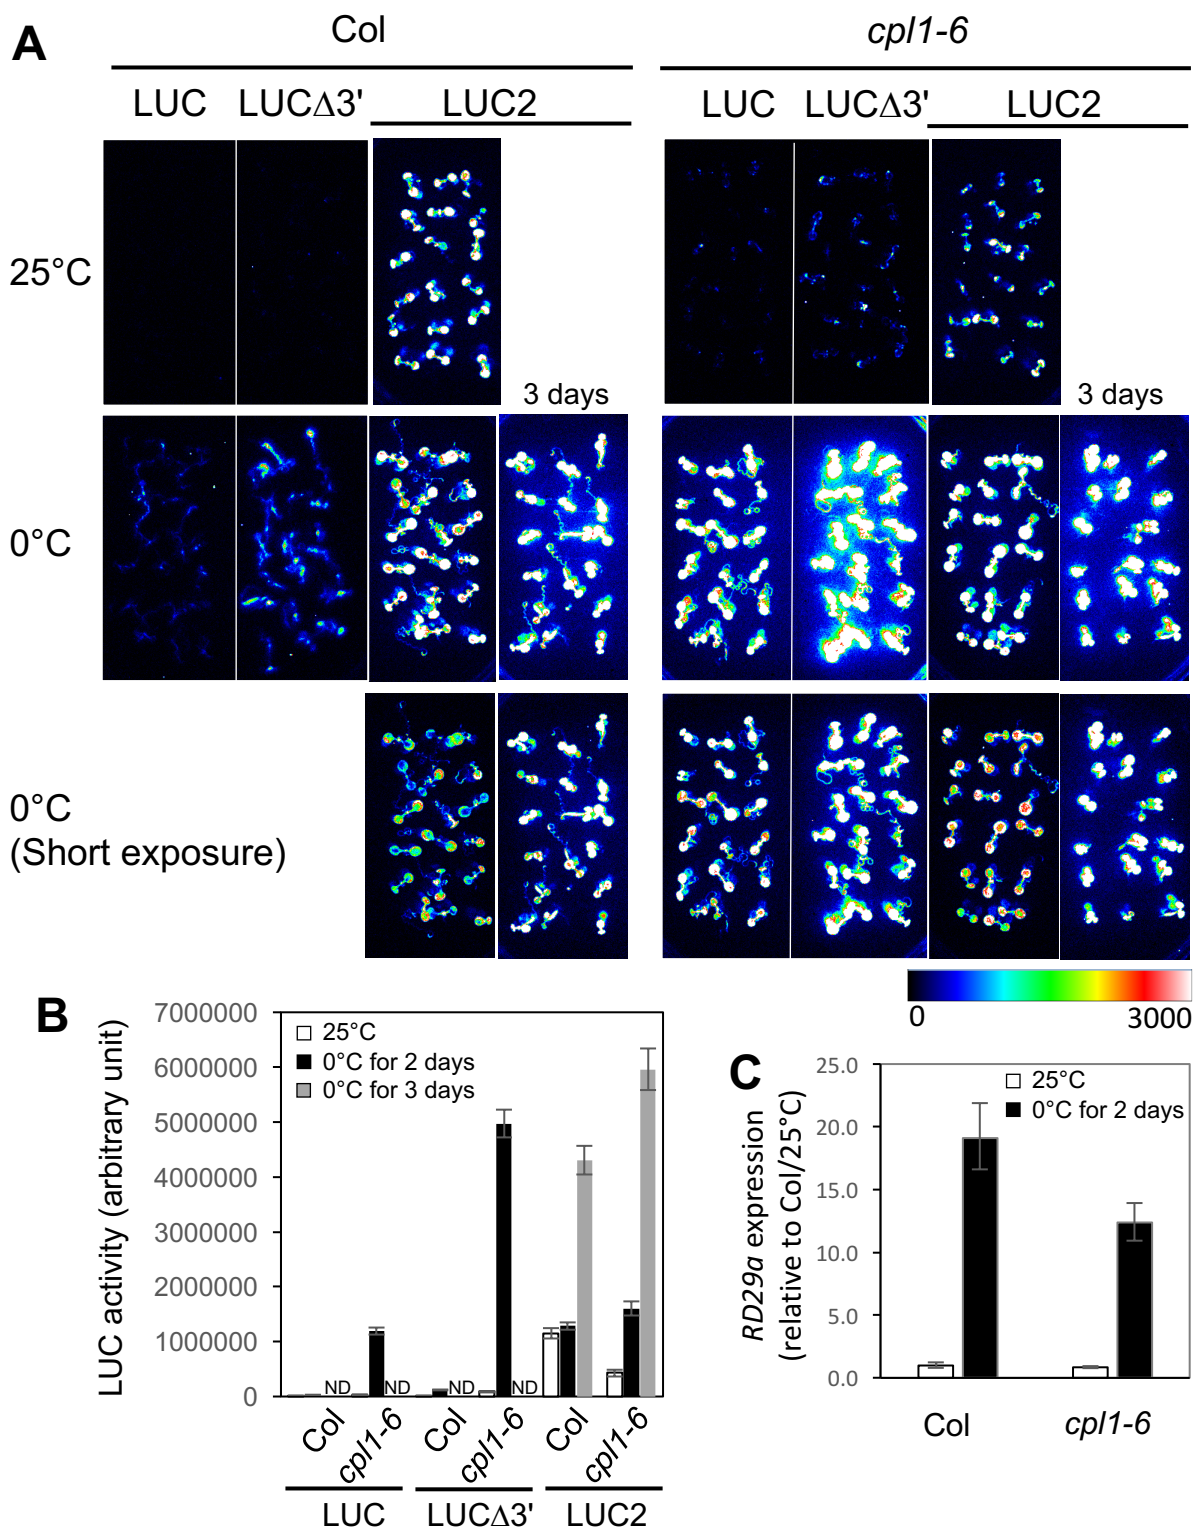 A
Col
cpl1-6
LUC LUCΔ3' LUC2
LUC LUCΔ3' LUC2
25°C
3 days
3 days
0°C
0°C
(Short exposure)
0 3000
B
LUC activity (arbitrary unit)
7000000
6000000
5000000
4000000
3000000
2000000
1000000
0
25°C
0°C for 2 days
0°C for 3 days
ND ND ND ND
Col cpl1-6 Col cpl1-6 Col cpl1-6
LUC LUCΔ3' LUC2
C
RD29a expression
(relative to Col/25°C)
25.0
20.0
15.0
10.0
5.0
0.0
25°C
0°C for 2 days
Col cpl1-6